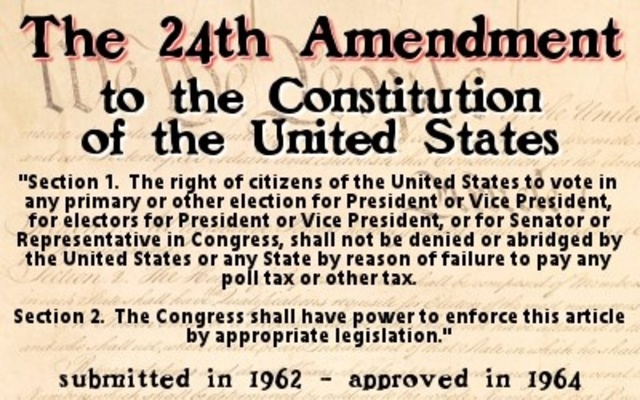 The 24th Amendment
to the Constitution
of the United States
"Section 1. The right of citizens of the United States to vote in
any primary or other election for President or Vice President,
for electors for President or Vice President, or for Senator or
Representative in Congress, shall not be denied or abridged by
the United States or any State by reason of failure to pay any
poll tax or other tax.
Section 2. The Congress shall have power to enforce this article
by appropriate legislation."
submitted in 1962 - approved in 1964